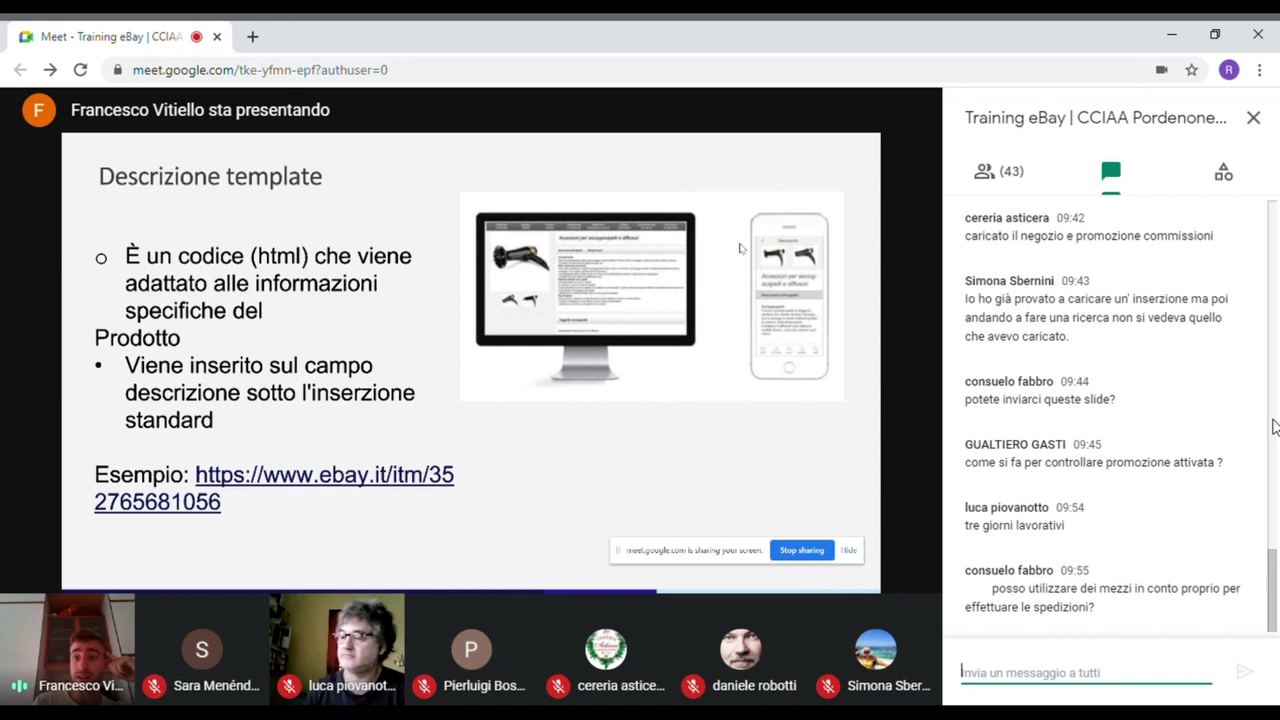 Meet - Training eBay | CCIAA
meet.google.com/tke-yfmn-epf?authuser=0
R
F
Francesco Vitiello sta presentando
Descrizione template
È un codice (html) che viene
adattato alle informazioni
specifiche del
Prodotto
Viene inserito sul campo
descrizione sotto l'inserzione
standard
Esempio: https://www.ebay.it/itm/35
2765681056
Accessori per asciugacapelli e diffusori
meet.google.com is sharing your screen.
Stop sharing
Hide
Francesco Vi...
S
Sara Menénd...
luca piovanot...
P
Pierluigi Bos...
cereria astice...
daniele robotti
Simona Sber...
Training eBay | CCIAA Pordenone...
(43)
cereria asticera 09:42
caricato il negozio e promozione commissioni
Simona Sbernini 09:43
Io ho già provato a caricare un' inserzione ma poi
andando a fare una ricerca non si vedeva quello
che avevo caricato.
consuelo fabbro 09:44
potete inviarci queste slide?
GUALTIERO GASTI 09:45
come si fa per controllare promozione attivata ?
luca piovanotto 09:54
tre giorni lavorativi
consuelo fabbro 09:55
posso utilizzare dei mezzi in conto proprio per
effettuare le spedizioni?
Invia un messaggio a tutti